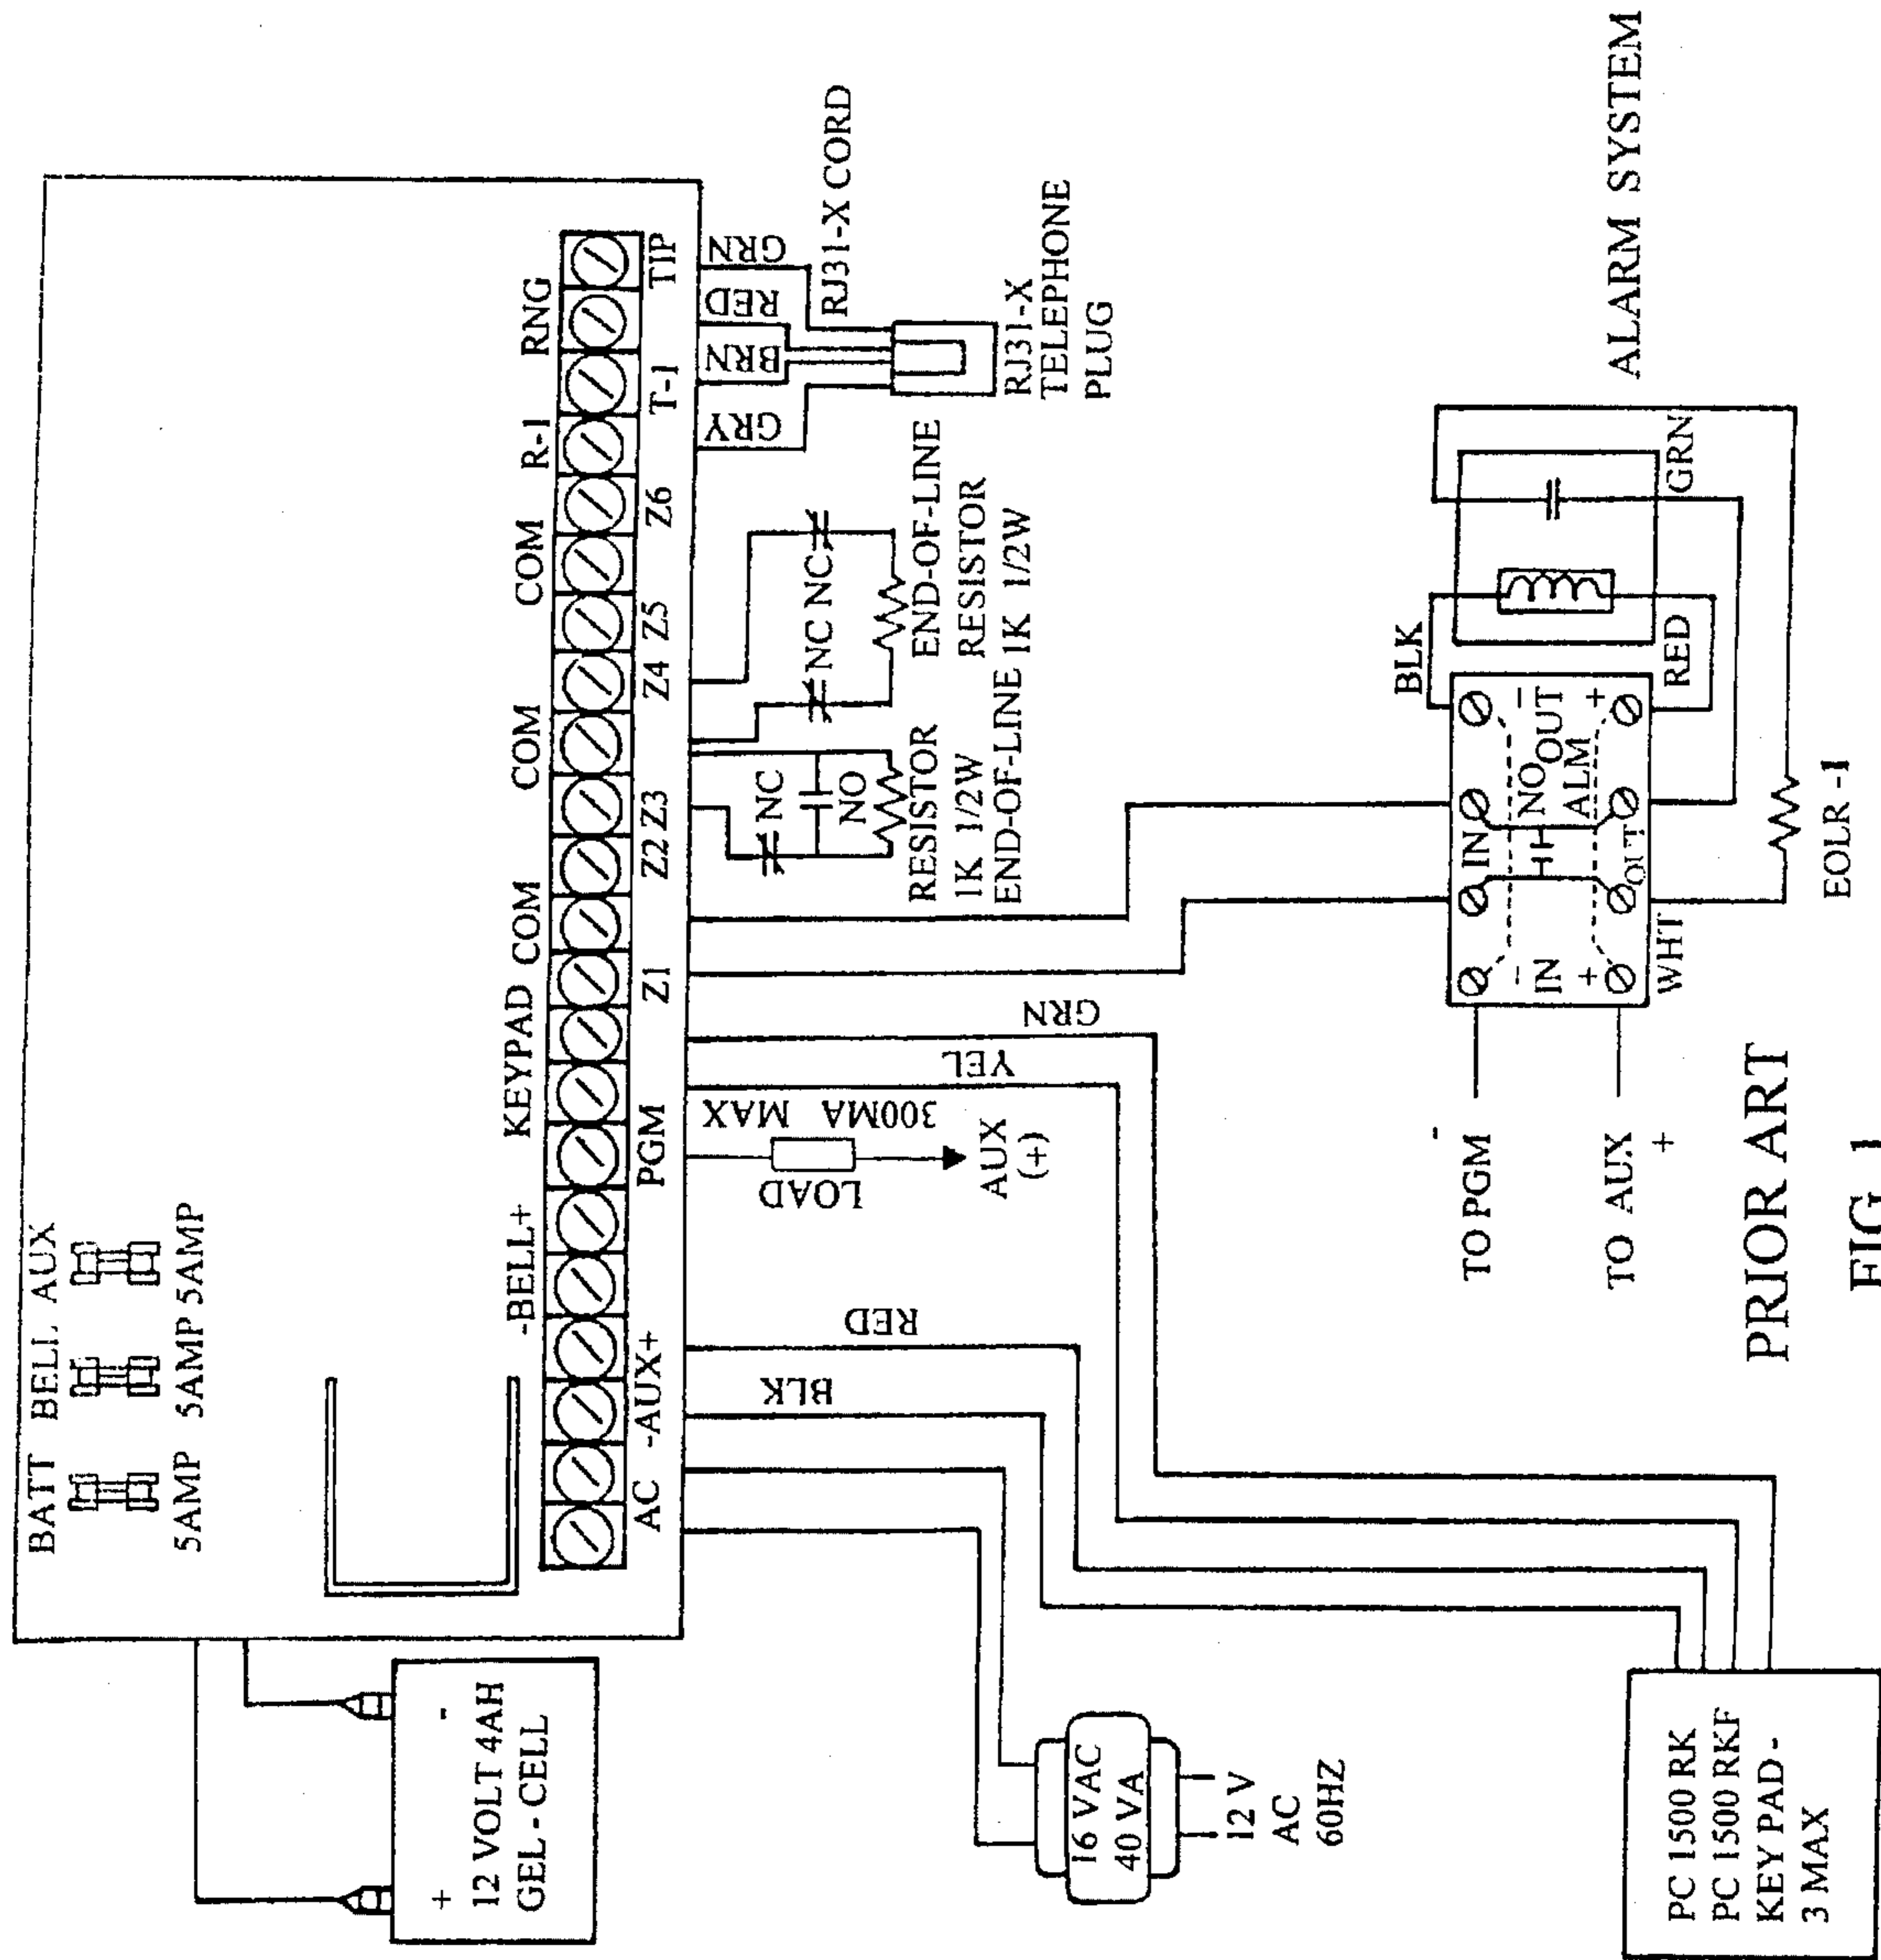 BATT BELL AUX
5AMP 5AMP 5AMP
+ -
12 VOLT 4AH
GEL - CELL
-BELL+
KEYPAD
COM
COM
COM
R-1
RNG
AC
-AUX+
PGM
Z1
Z2
Z3
Z4
Z5
Z6
T-1
TIP
BLK
RED
LOAD
300MA MAX
AUX
(+)
YEL
GRN
NC
NO
RESISTOR
1K 1/2W
END-OF-LINE
NC NC
END-OF-LINE
RESISTOR
1K 1/2W
GRY
BRN
RED
GRN
RJ31-X CORD
RJ31-X
TELEPHONE
PLUG
16 VAC
40 VA
12 V
AC
60HZ
PC 1500 RK
PC 1500 RKF
KEYPAD -
3 MAX
TO PGM -
TO AUX +
- IN +
IN
OUT
NO
ALM
- OUT +
WHT
BLK
RED
GRN
EOLR -1
ALARM SYSTEM
PRIOR ART
FIG 1